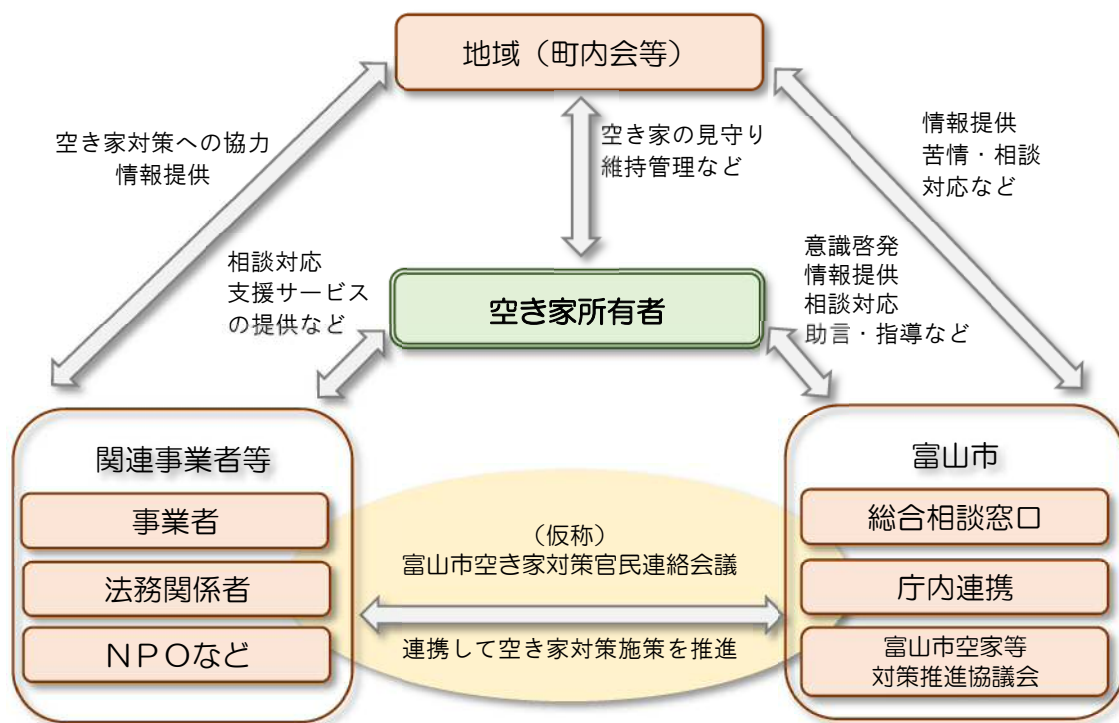 地域（町内会等）
空き家対策への協力
情報提供
空き家の見守り
維持管理など
情報提供
苦情・相談
対応など
相談対応
支援サービス
の提供など
空き家所有者
意識啓発
情報提供
相談対応
助言・指導など
関連事業者等
事業者
法務関係者
ＮＰＯなど
（仮称）
富山市空き家対策官民連絡会議
連携して空き家対策施策を推進
富山市
総合相談窓口
庁内連携
富山市空家等
対策推進協議会